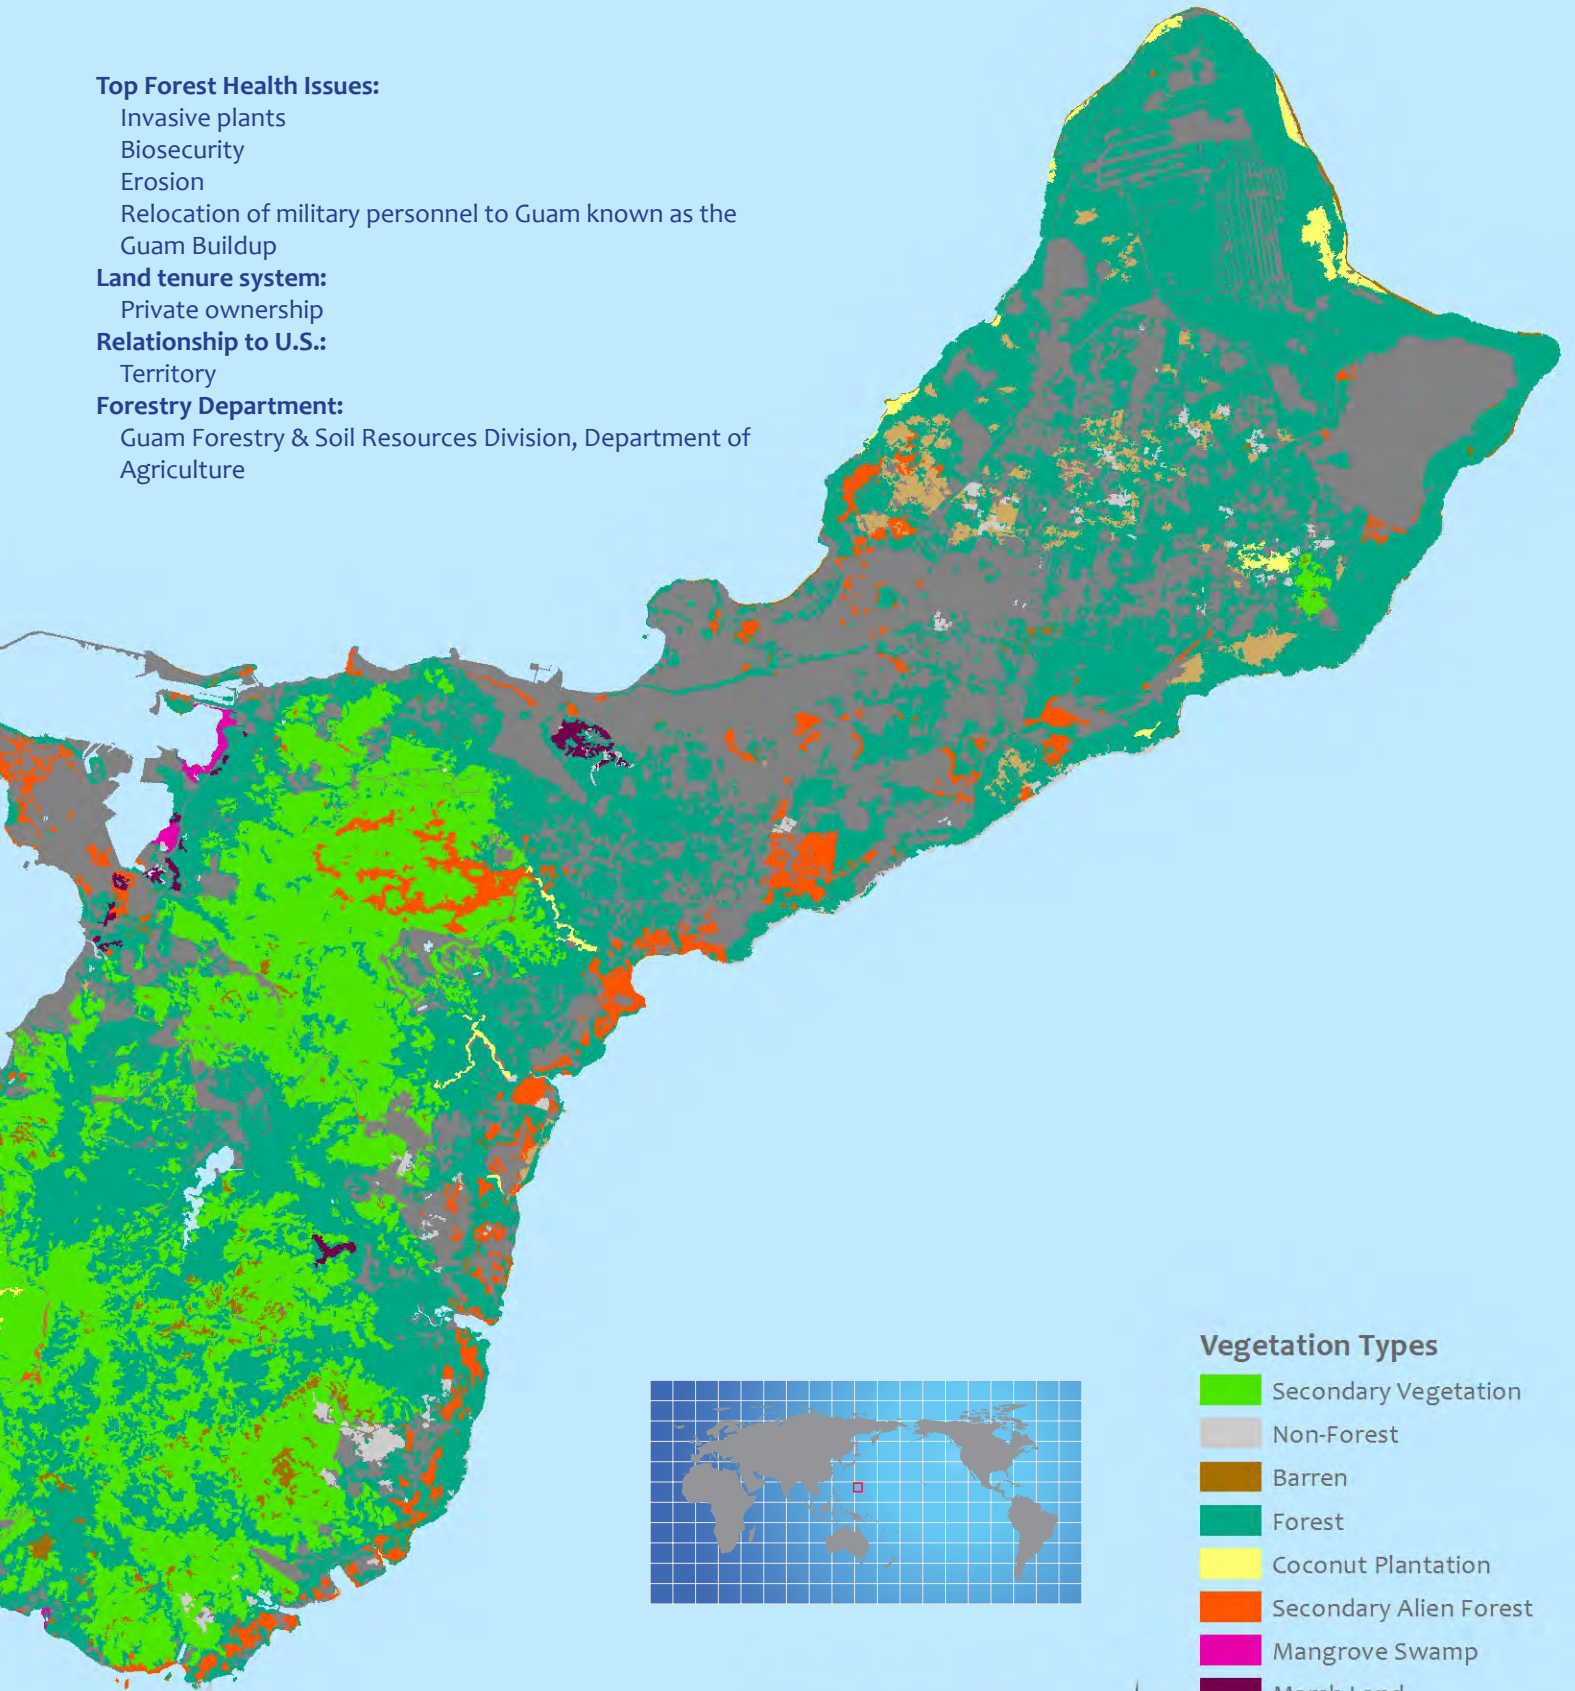 Top Forest Health Issues:
Invasive plants
Biosecurity
Erosion
Relocation of military personnel to Guam known as the
Guam Buildup
Land tenure system:
Private ownership
Relationship to U.S.:
Territory
Forestry Department:
Guam Forestry & Soil Resources Division, Department of
Agriculture
Vegetation Types
Secondary Vegetation
Non-Forest
Barren
Forest
Coconut Plantation
Secondary Alien Forest
Mangrove Swamp
Marsh Land